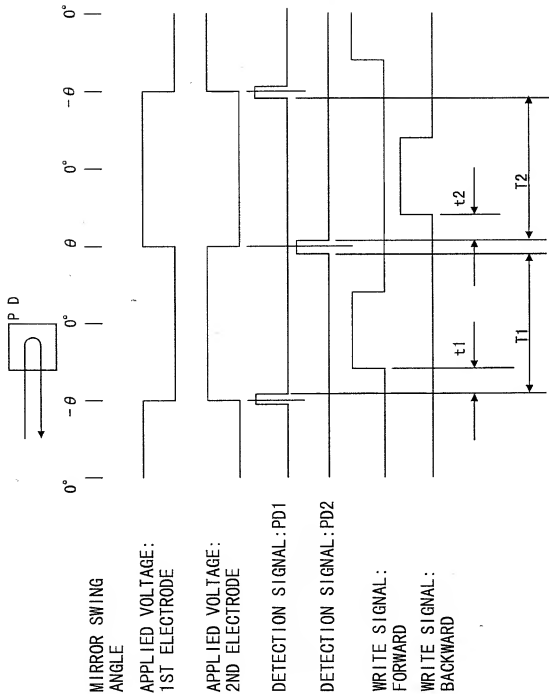 P D
0° -θ 0° θ 0° -θ 0°
MIRROR SWING
ANGLE
APPLIED VOLTAGE:
1ST ELECTRODE
APPLIED VOLTAGE:
2ND ELECTRODE
DETECTION SIGNAL:PD1
DETECTION SIGNAL:PD2
WRITE SIGNAL:
FORWARD
WRITE SIGNAL:
BACKWARD
t1 t2
T1 T2